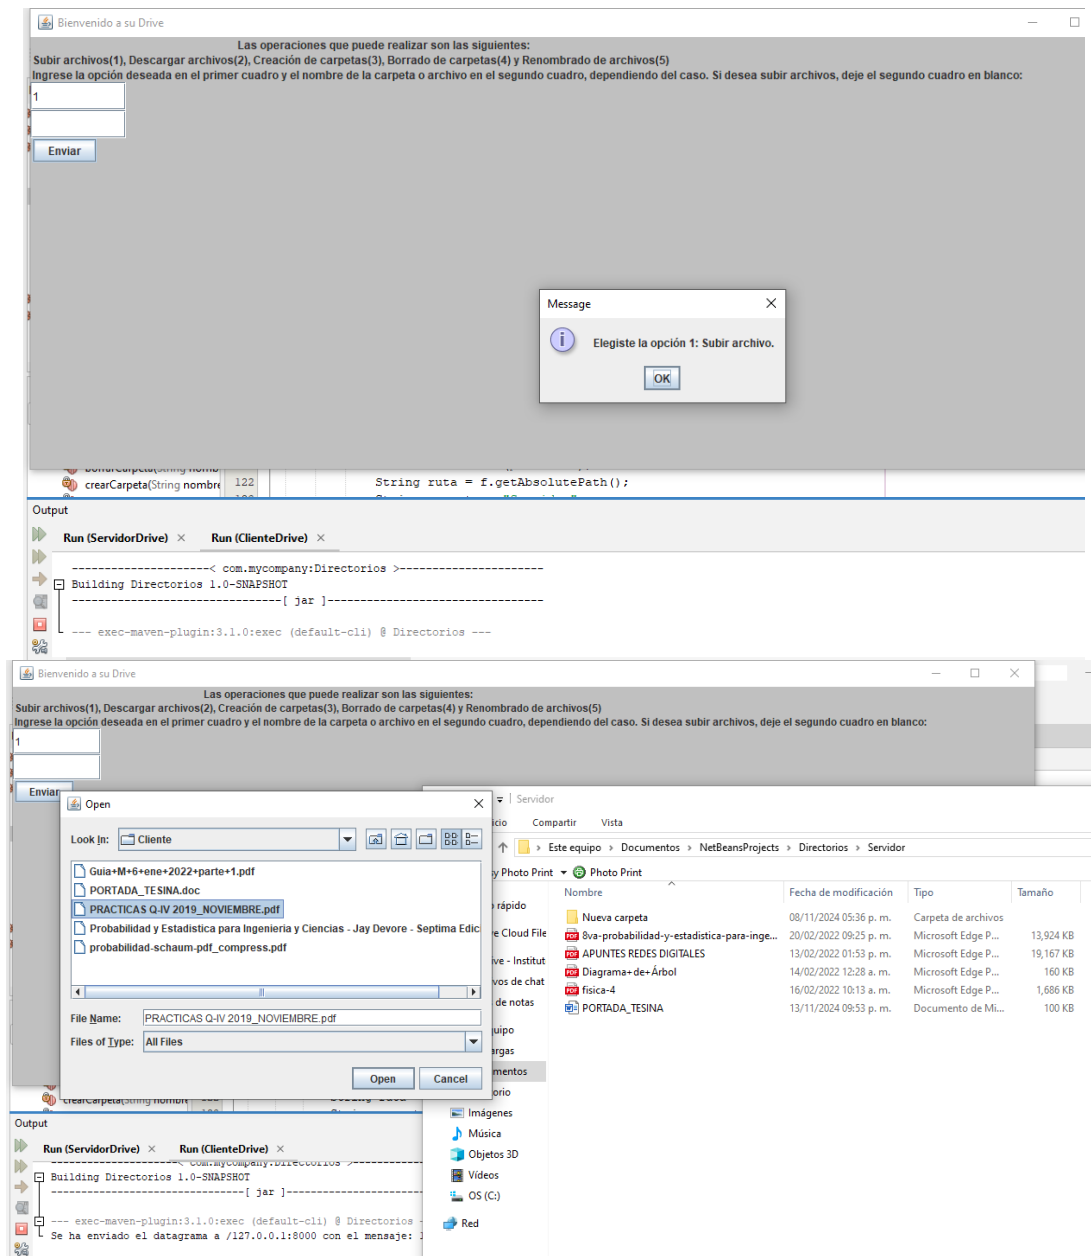 Bienvenido a su Drive
Las operaciones que puede realizar son las siguientes:
Subir archivos(1), Descargar archivos(2), Creación de carpetas(3), Borrado de carpetas(4) y Renombrado de archivos(5)
Ingrese la opción deseada en el primer cuadro y el nombre de la carpeta o archivo en el segundo cuadro, dependiendo del caso. Si desea subir archivos, deje el segundo cuadro en blanco:
1
Enviar
Message
Elegiste la opción 1: Subir archivo.
OK
crearCarpeta(String nombre
122 String ruta = f.getAbsolutePath();
Output
Run (ServidorDrive) Run (ClienteDrive)
---------------------< com.mycompany:Directorios >----------------------
Building Directorios 1.0-SNAPSHOT
--------------------------------[ jar ]---------------------------------
--- exec-maven-plugin:3.1.0:exec (default-cli) @ Directorios ---
Bienvenido a su Drive
Las operaciones que puede realizar son las siguientes:
Subir archivos(1), Descargar archivos(2), Creación de carpetas(3), Borrado de carpetas(4) y Renombrado de archivos(5)
Ingrese la opción deseada en el primer cuadro y el nombre de la carpeta o archivo en el segundo cuadro, dependiendo del caso. Si desea subir archivos, deje el segundo cuadro en blanco:
1
Enviar
Open
Look In: Cliente
Guia+M+6+ene+2022+parte+1.pdf
PORTADA_TESINA.doc
PRACTICAS Q-IV 2019_NOVIEMBRE.pdf
Probabilidad y Estadistica para Ingenieria y Ciencias - Jay Devore - Septima Edic
probabilidad-schaum-pdf_compress.pdf
File Name: PRACTICAS Q-IV 2019_NOVIEMBRE.pdf
Files of Type: All Files
Open Cancel
Servidor
icio Compartir Vista
Este equipo > Documentos > NetBeansProjects > Directorios > Servidor
y Photo Print Photo Print
Nombre Fecha de modificación Tipo Tamaño
rápido
Nueva carpeta 08/11/2024 05:36 p. m. Carpeta de archivos
e Cloud File
8va-probabilidad-y-estadistica-para-inge... 20/02/2022 09:25 p. m. Microsoft Edge P... 13,924 KB
APUNTES REDES DIGITALES 13/02/2022 01:53 p. m. Microsoft Edge P... 19,167 KB
ive - Institut
Diagrama+de+Árbol 14/02/2022 12:28 a. m. Microsoft Edge P... 160 KB
vos de chat
fisica-4 16/02/2022 10:13 a. m. Microsoft Edge P... 1,686 KB
de notas
PORTADA_TESINA 13/11/2024 09:53 p. m. Documento de Mi... 100 KB
quipo
argas
mentos
orio
Imágenes
Música
Objetos 3D
Vídeos
OS (C:)
Red
Output
Run (ServidorDrive) Run (ClienteDrive)
Building Directorios 1.0-SNAPSHOT
--------------------------------[ jar ]---------------------
--- exec-maven-plugin:3.1.0:exec (default-cli) @ Directorios -
Se ha enviado el datagrama a /127.0.0.1:8000 con el mensaje: